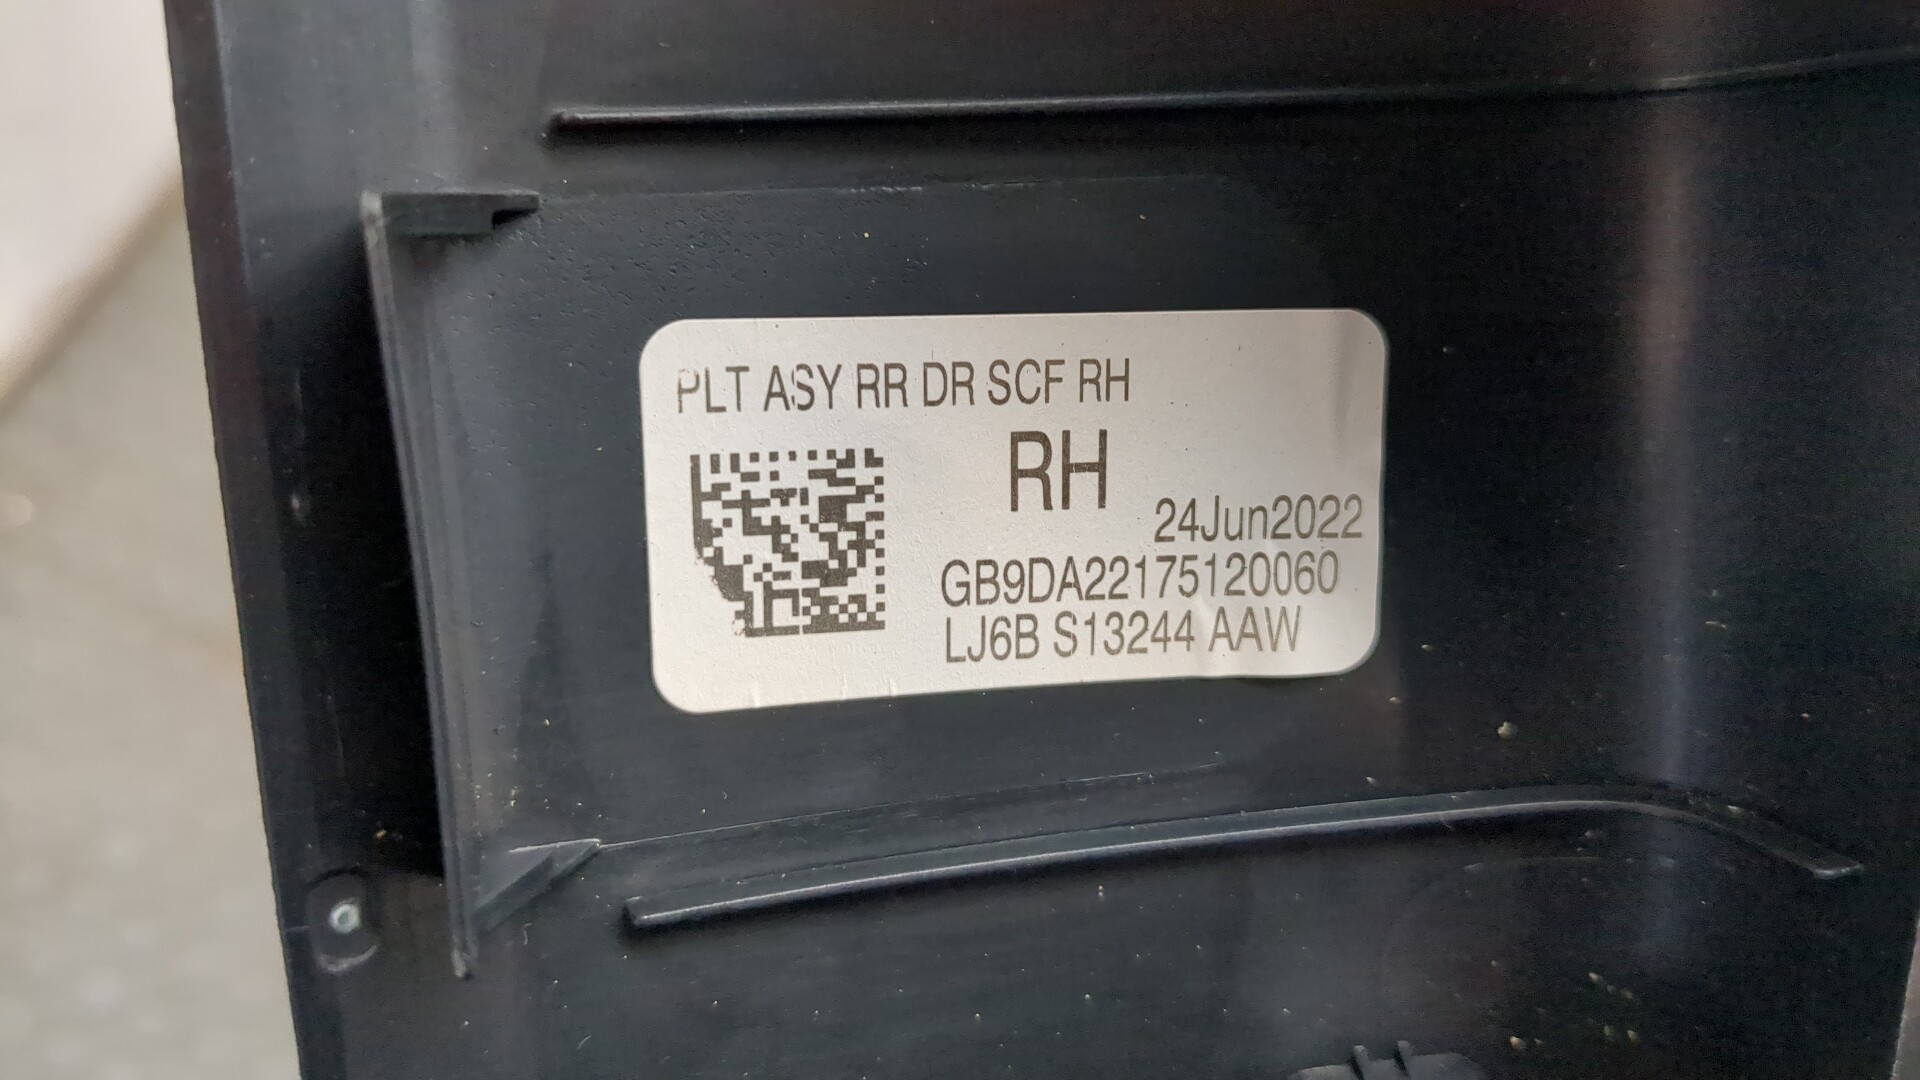 PLT ASY RR DR SCF RH
RH
24Jun2022
GB9DA22175120060
LJ6B S13244 AAW